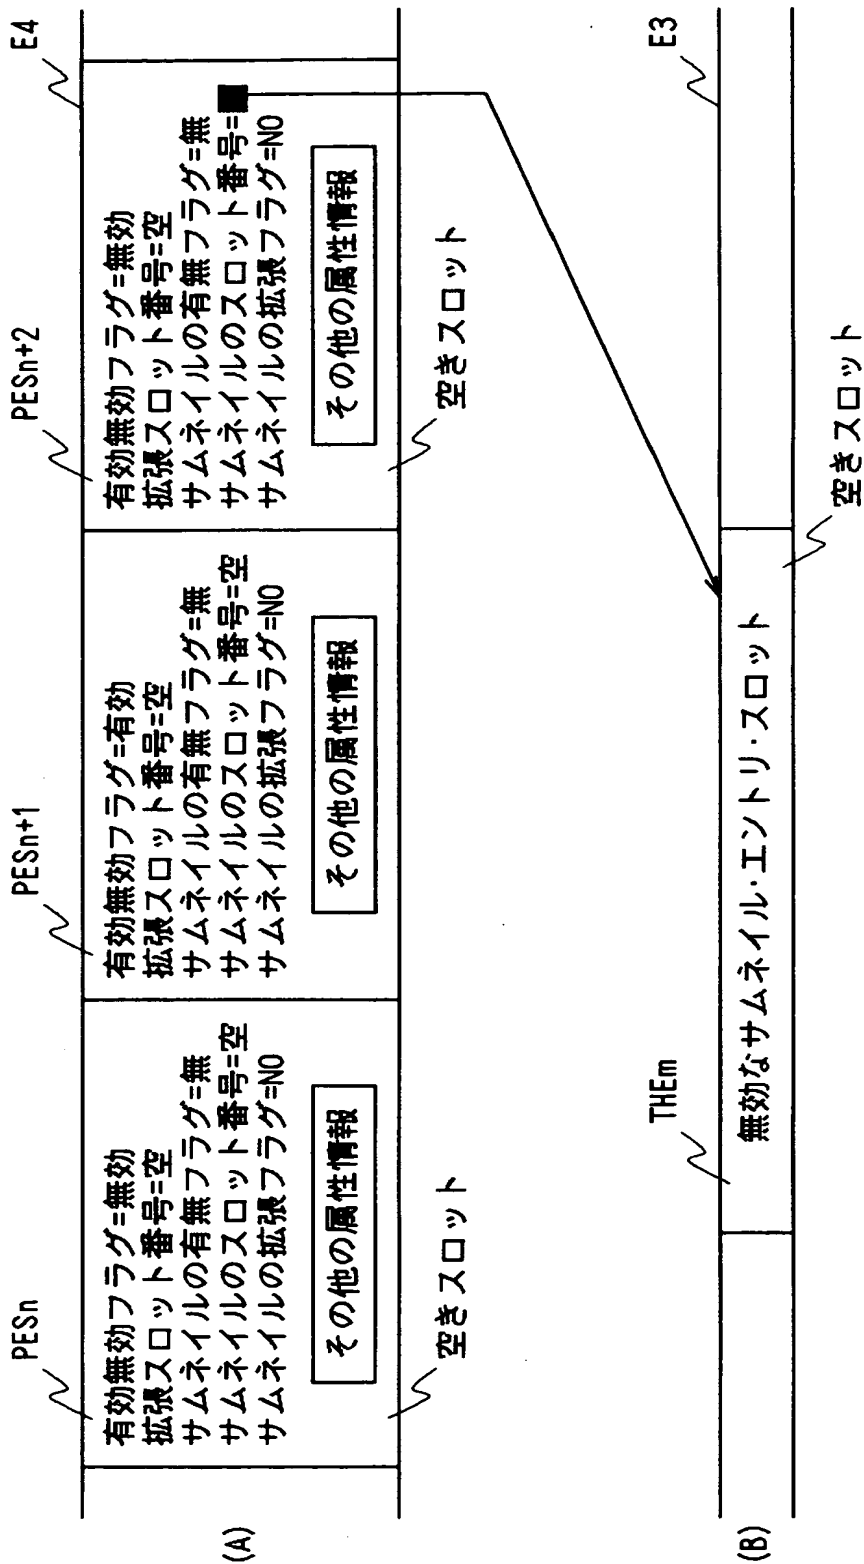 (A)
PESn
有効無効フラグ=無効
拡張スロット番号=空
サムネイルの有無フラグ=無
サムネイルのスロット番号=空
サムネイルの拡張フラグ=NO
その他の属性情報
空きスロット
PESn+1
有効無効フラグ=有効
拡張スロット番号=空
サムネイルの有無フラグ=無
サムネイルのスロット番号=空
サムネイルの拡張フラグ=NO
その他の属性情報
PESn+2
有効無効フラグ=無効
拡張スロット番号=空
サムネイルの有無フラグ=無
サムネイルのスロット番号=■
サムネイルの拡張フラグ=NO
その他の属性情報
空きスロット
E4
(B)
THEm
無効なサムネイル・エントリ・スロット
空きスロット
E3